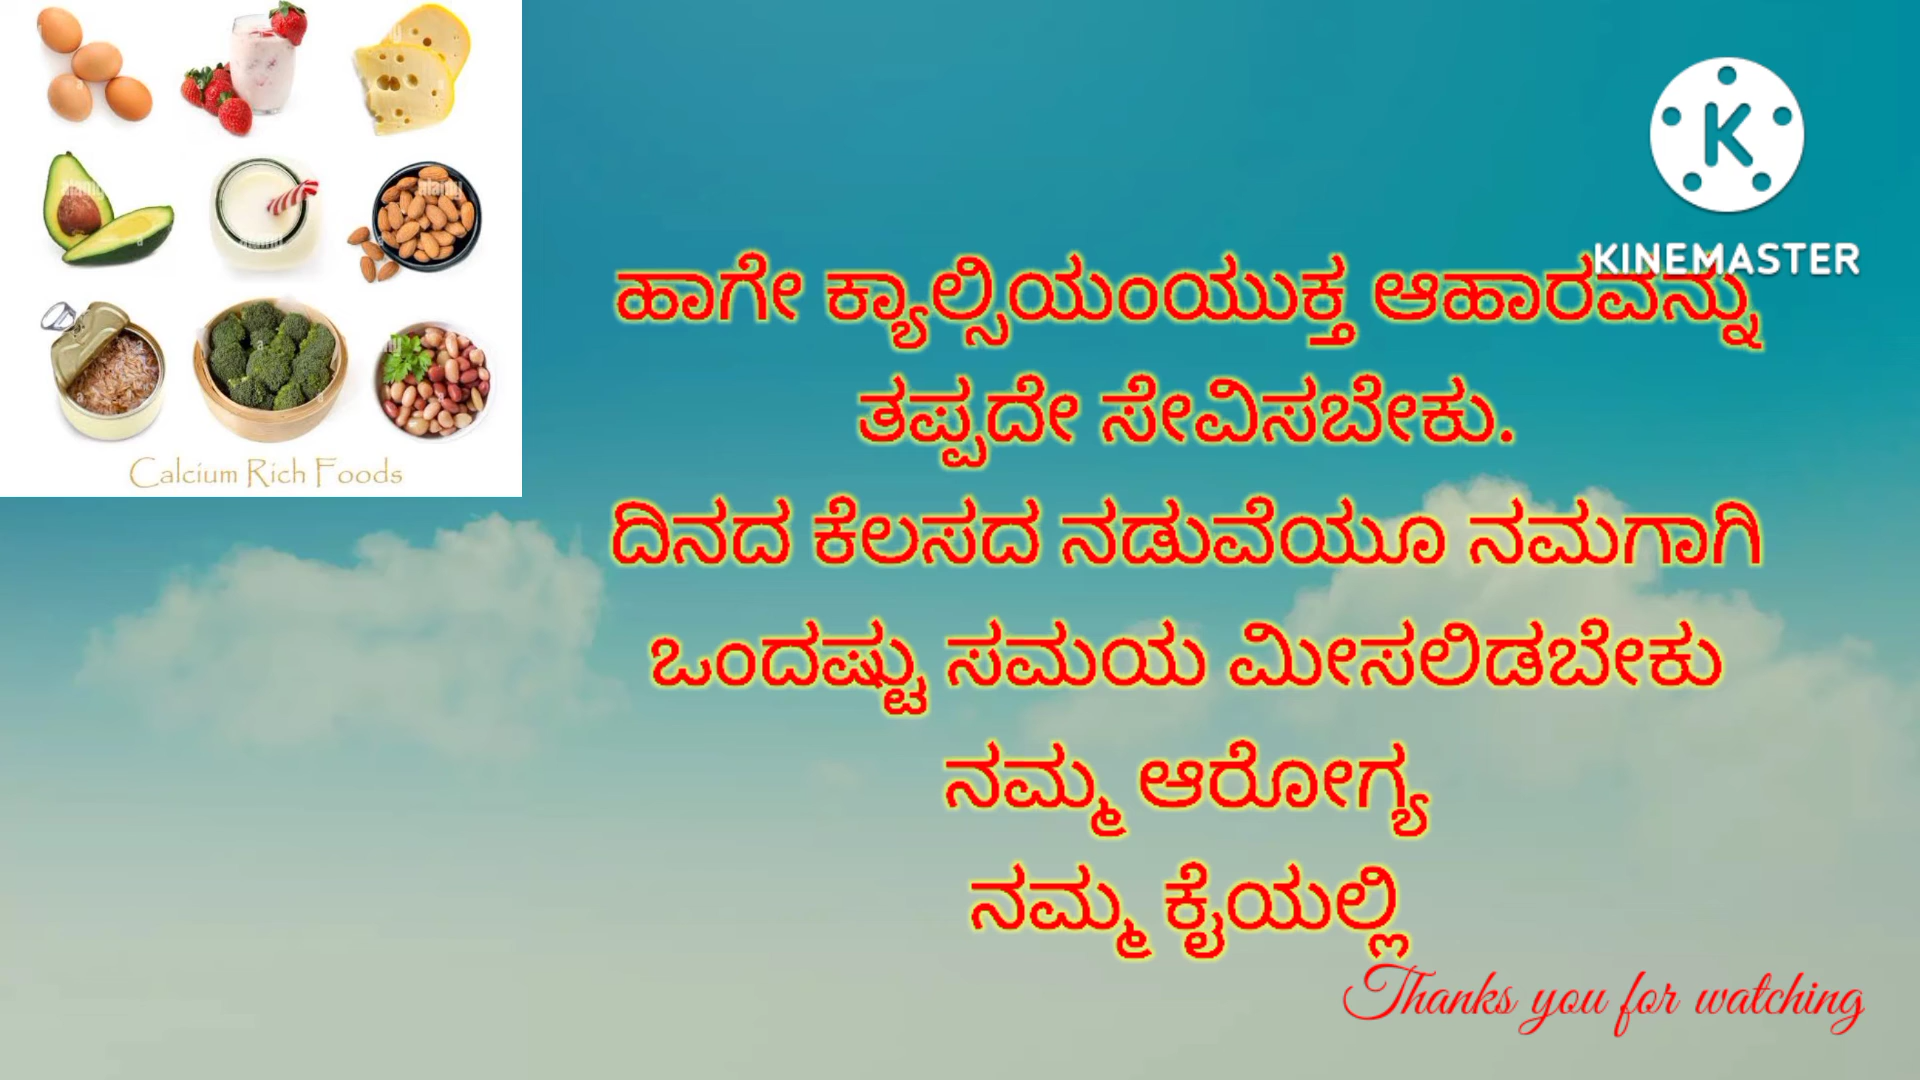 Calcium Rich Foods
K
KINEMASTER
ಹಾಗೇ ಕ್ಯಾಲ್ಸಿಯಂಯುಕ್ತ ಆಹಾರವನ್ನು
ತಪ್ಪದೇ ಸೇವಿಸಬೇಕು.
ದಿನದ ಕೆಲಸದ ನಡುವೆಯೂ ನಮಗಾಗಿ
ಒಂದಷ್ಟು ಸಮಯ ಮೀಸಲಿಡಬೇಕು
ನಮ್ಮ ಆರೋಗ್ಯ
ನಮ್ಮ ಕೈಯಲ್ಲಿ
Thanks you for watching